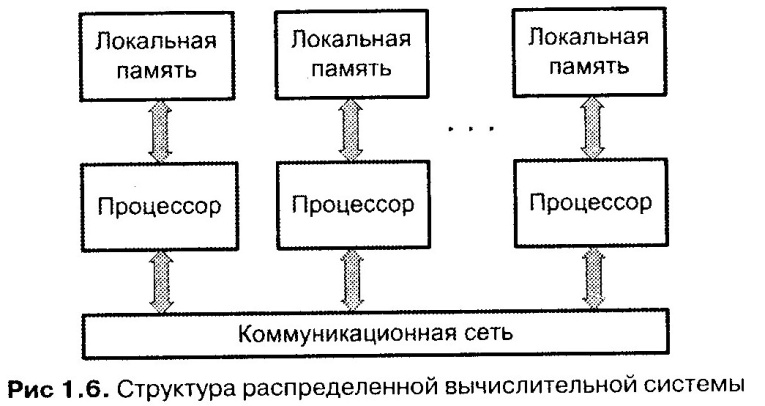 Локальная
память
Локальная
память
Локальная
память
. . .
Процессор
Процессор
Процессор
Коммуникационная сеть
Рис 1.6. Структура распределенной вычислительной системы